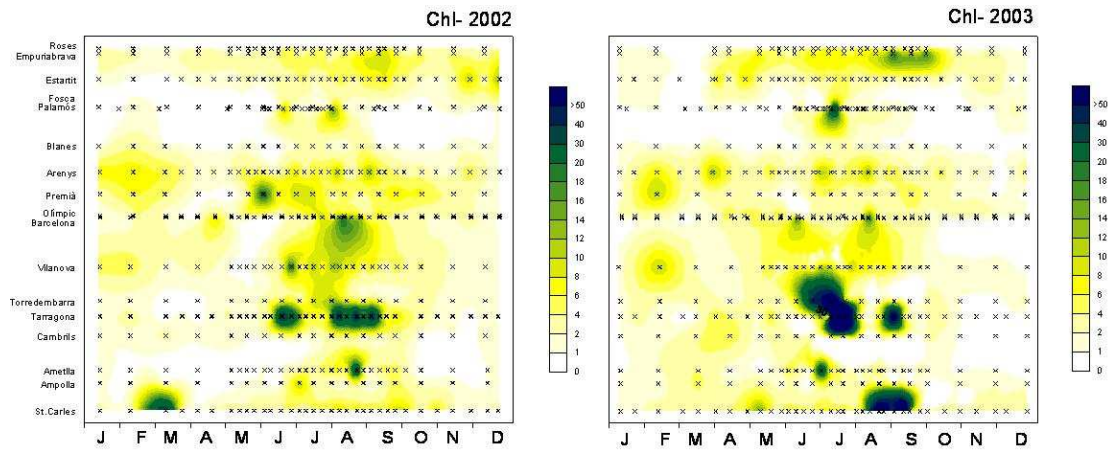 Chl- 2002
Chl- 2003
Roses
Empuriabrava
Estartit
Fosca
Palamós
Blanes
Arenys
Premià
Olímpic
Barcelona
Vilanova
Torredembarra
Tarragona
Cambrils
Ametlla
Ampolla
St.Carles
>50
40
30
20
18
16
14
12
10
8
6
4
2
1
0
>50
40
30
20
18
16
14
12
10
8
6
4
2
1
0
J F M A M J J A S O N D
J F M A M J J A S O N D